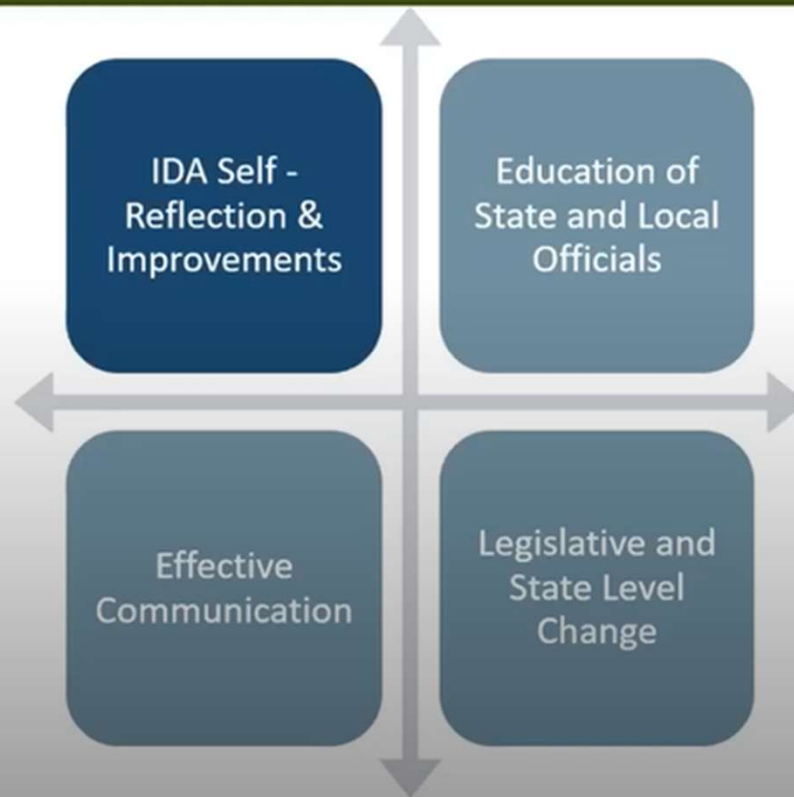 IDA Self -
Reflection &
Improvements
Education of
State and Local
Officials
Effective
Communication
Legislative and
State Level
Change